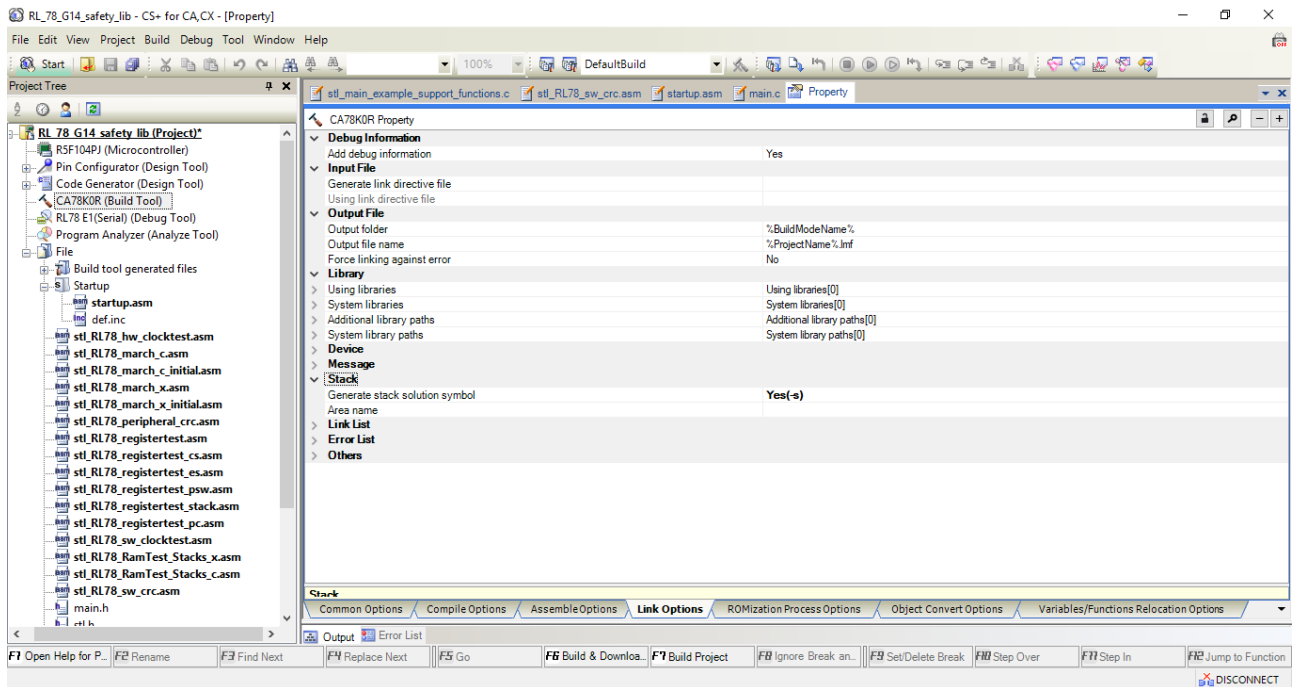 RL_78_G14_safety_lib - CS+ for CA,CX - [Property]
File Edit View Project Build Debug Tool Window Help
Start 100% DefaultBuild
Project Tree
stl_main_example_support_functions.c stl_RL78_sw_crc.asm startup.asm main.c Property
RL_78_G14_safety_lib (Project)*
R5F104PJ (Microcontroller)
Pin Configurator (Design Tool)
Code Generator (Design Tool)
CA78K0R (Build Tool)
RL78 E1(Serial) (Debug Tool)
Program Analyzer (Analyze Tool)
File
Build tool generated files
Startup
startup.asm
def.inc
stl_RL78_hw_clocktest.asm
stl_RL78_march_c.asm
stl_RL78_march_c_initial.asm
stl_RL78_march_x.asm
stl_RL78_march_x_initial.asm
stl_RL78_peripheral_crc.asm
stl_RL78_registertest.asm
stl_RL78_registertest_cs.asm
stl_RL78_registertest_es.asm
stl_RL78_registertest_psw.asm
stl_RL78_registertest_stack.asm
stl_RL78_registertest_pc.asm
stl_RL78_sw_clocktest.asm
stl_RL78_RamTest_Stacks_x.asm
stl_RL78_RamTest_Stacks_c.asm
stl_RL78_sw_crc.asm
main.h
stl.h
CA78K0R Property
Debug Information
Add debug information Yes
Input File
Generate link directive file
Using link directive file
Output File
Output folder %BuildModeName%
Output file name %ProjectName%.lmf
Force linking against error No
Library
Using libraries Using libraries[0]
System libraries System libraries[0]
Additional library paths Additional library paths[0]
System library paths System library paths[0]
Device
Message
Stack
Generate stack solution symbol Yes(-s)
Area name
Link List
Error List
Others
Stack
Common Options Compile Options Assemble Options Link Options ROMization Process Options Object Convert Options Variables/Functions Relocation Options
Output Error List
F1 Open Help for P... F2 Rename F3 Find Next F4 Replace Next F5 Go F6 Build & Downloa... F7 Build Project F8 Ignore Break an... F9 Set/Delete Break F10 Step Over F11 Step In F12 Jump to Function
DISCONNECT